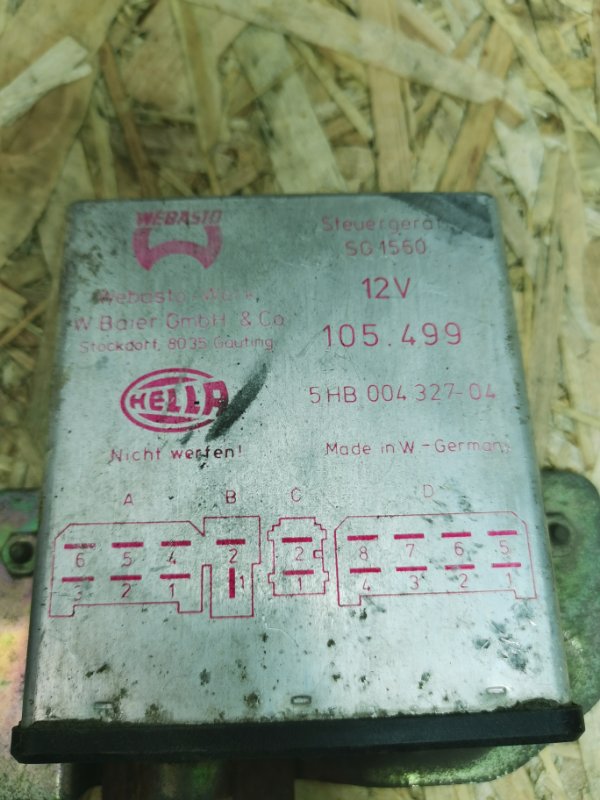 WEBASTO
Steuergerät
SG 1560
12V
Webasto-Werk
W. Baier GmbH. & Co
Stockdorf, 8035 Gauting
105.499
HELLA
5HB 004 327-04
Nicht werfen!
Made in W.-Germany
A B C D
6 5 4 2 2 8 7 6 5
3 2 1 1 1 4 3 2 1